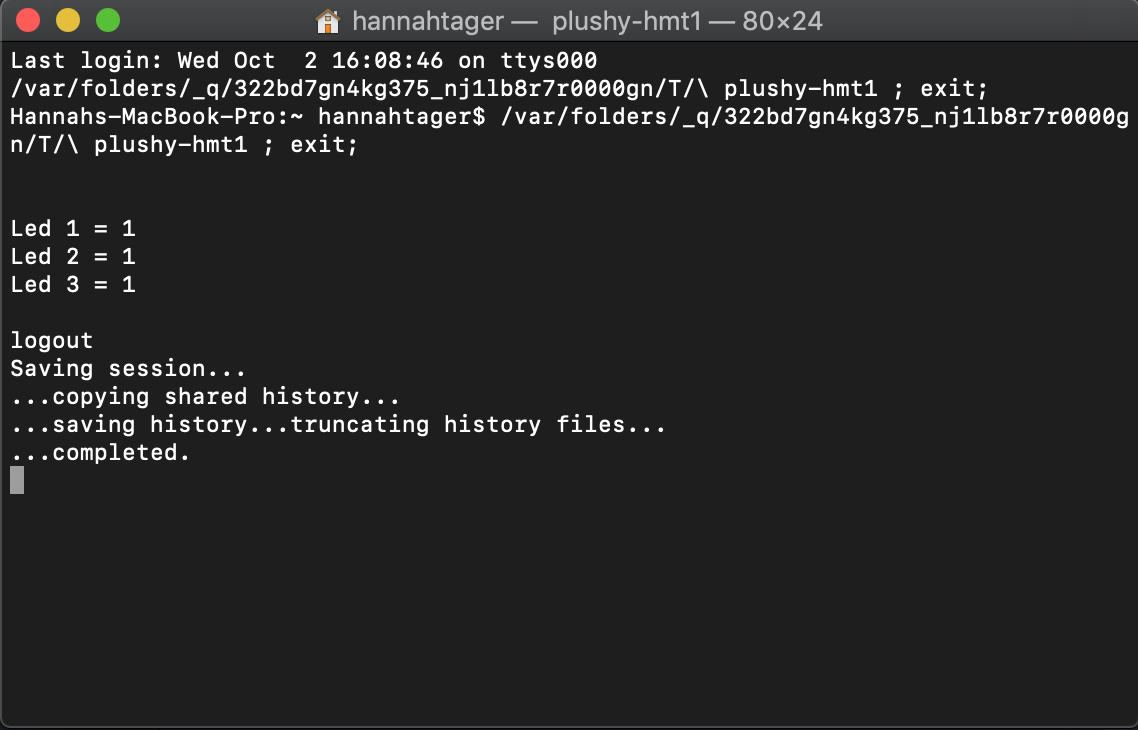 hannahtager — plushy-hmt1 — 80×24
Last login: Wed Oct  2 16:08:46 on ttys000
/var/folders/_q/322bd7gn4kg375_nj1lb8r7r0000gn/T/\ plushy-hmt1 ; exit;
Hannahs-MacBook-Pro:~ hannahtager$ /var/folders/_q/322bd7gn4kg375_nj1lb8r7r0000g
n/T/\ plushy-hmt1 ; exit;
Led 1 = 1
Led 2 = 1
Led 3 = 1
logout
Saving session...
...copying shared history...
...saving history...truncating history files...
...completed.